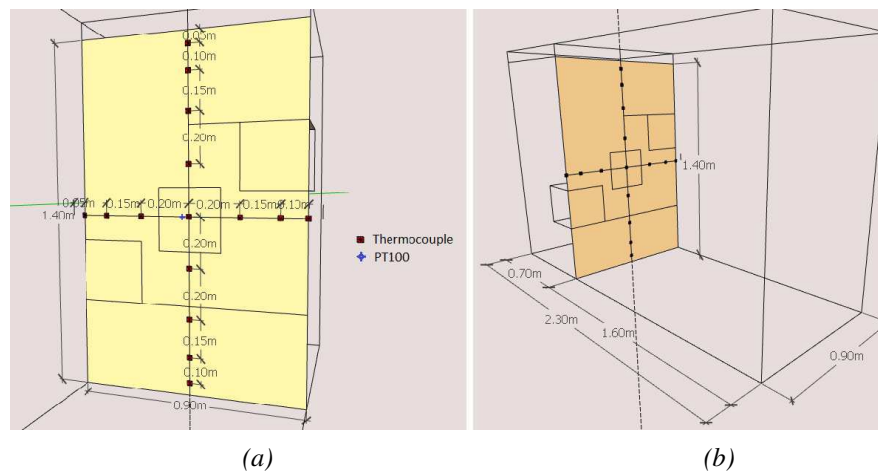 0.05m
0.10m
0.15m
0.20m
0.05m 0.15m 0.20m 0.20m 0.15m 0.10m
1.40m
0.20m
0.20m
0.15m
0.10m
0.90m
Thermocouple
PT100
1.40m
0.70m
2.30m
1.60m
0.90m
(a)
(b)